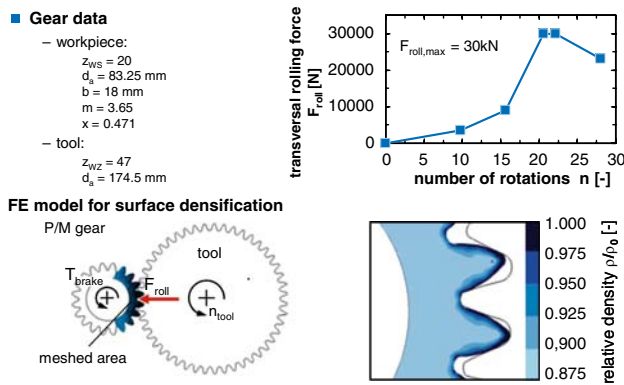 Gear data
– workpiece:
z_WS = 20
d_a = 83.25 mm
b = 18 mm
m = 3.65
x = 0.471
– tool:
z_WZ = 47
d_a = 174.5 mm
transversal rolling force
F_roll [N]
30000
20000
10000
0
F_roll,max = 30kN
0 5 10 15 20 25 30
number of rotations n [-]
FE model for surface densification
P/M gear
tool
T_brake
F_roll
n_tool
meshed area
1.000
0.975
0.950
0.925
0,900
0.875
relative density ρ/ρ₀ [-]